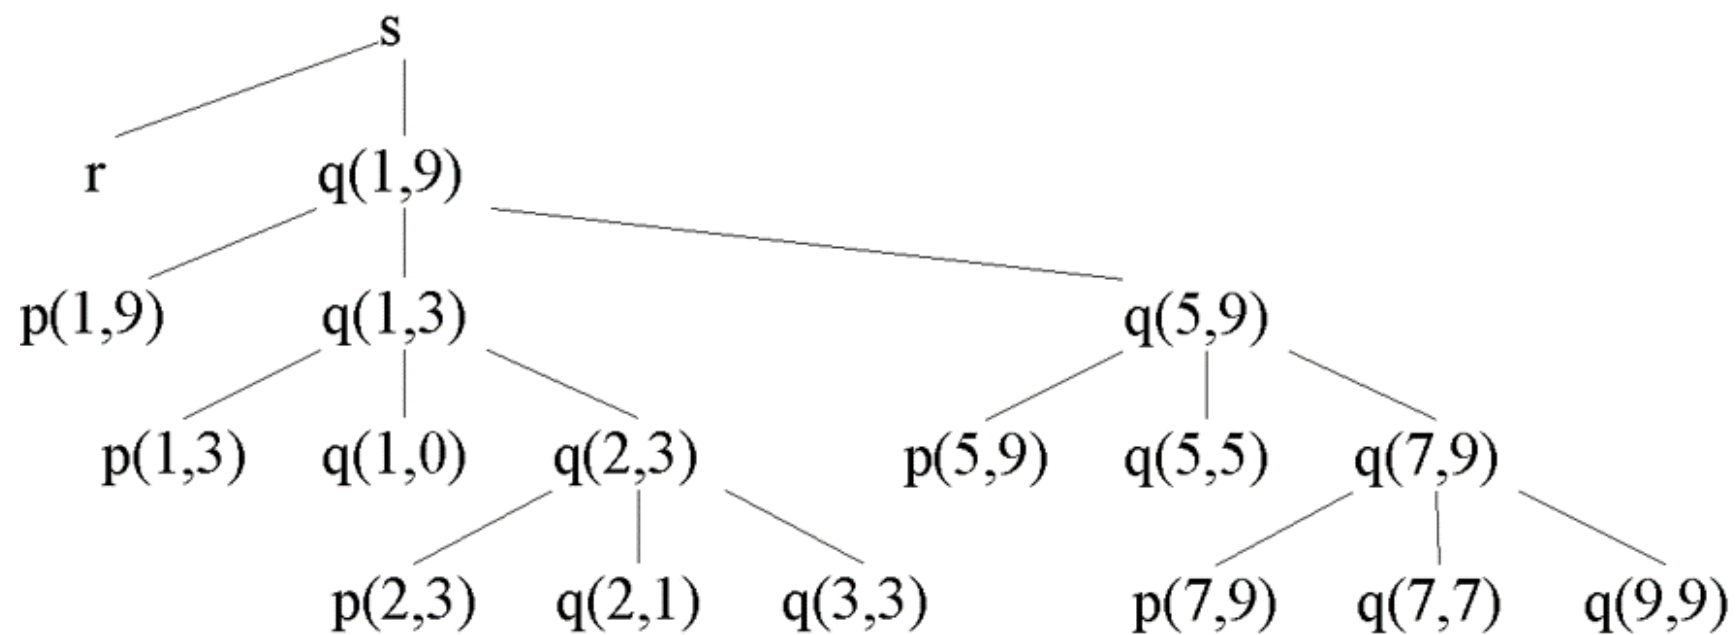 s
r q(1,9)
p(1,9) q(1,3) q(5,9)
p(1,3) q(1,0) q(2,3) p(5,9) q(5,5) q(7,9)
p(2,3) q(2,1) q(3,3) p(7,9) q(7,7) q(9,9)